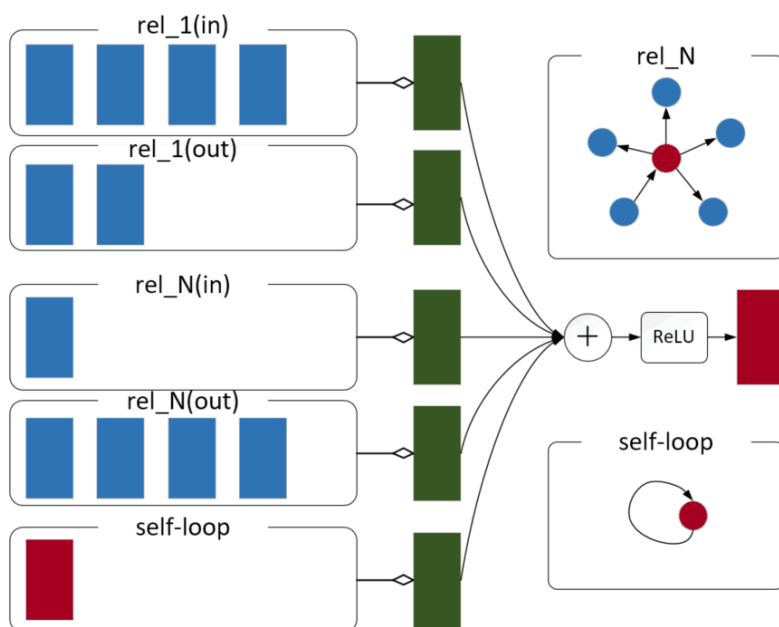 rel_1(in)
rel_1(out)
rel_N(in)
rel_N(out)
self-loop
+
ReLU
rel_N
self-loop